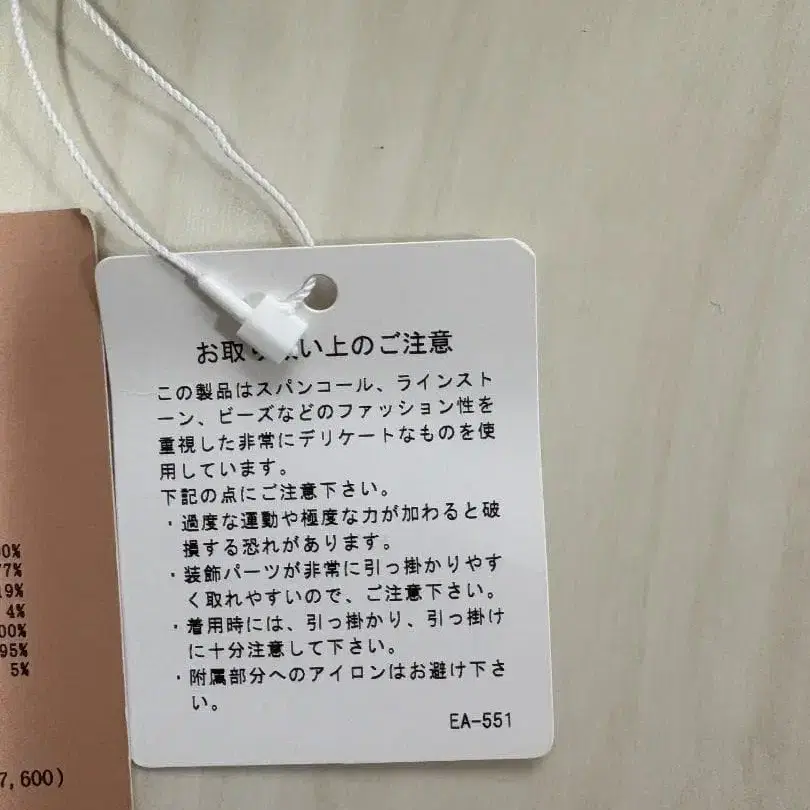 お取り扱い上のご注意
この製品はスパンコール、ラインスト
ーン、ビーズなどのファッション性を
重視した非常にデリケートなものを使
用しています。
下記の点にご注意下さい。
・過度な運動や極度な力が加わると破
損する恐れがあります。
・装飾パーツが非常に引っ掛かりやす
く取れやすいので、ご注意下さい。
・着用時には、引っ掛かり、引っ掛け
に十分注意して下さい。
・附属部分へのアイロンはお避け下さ
い。
EA-551
0%
7%
19%
4%
00%
95%
5%
7,600)